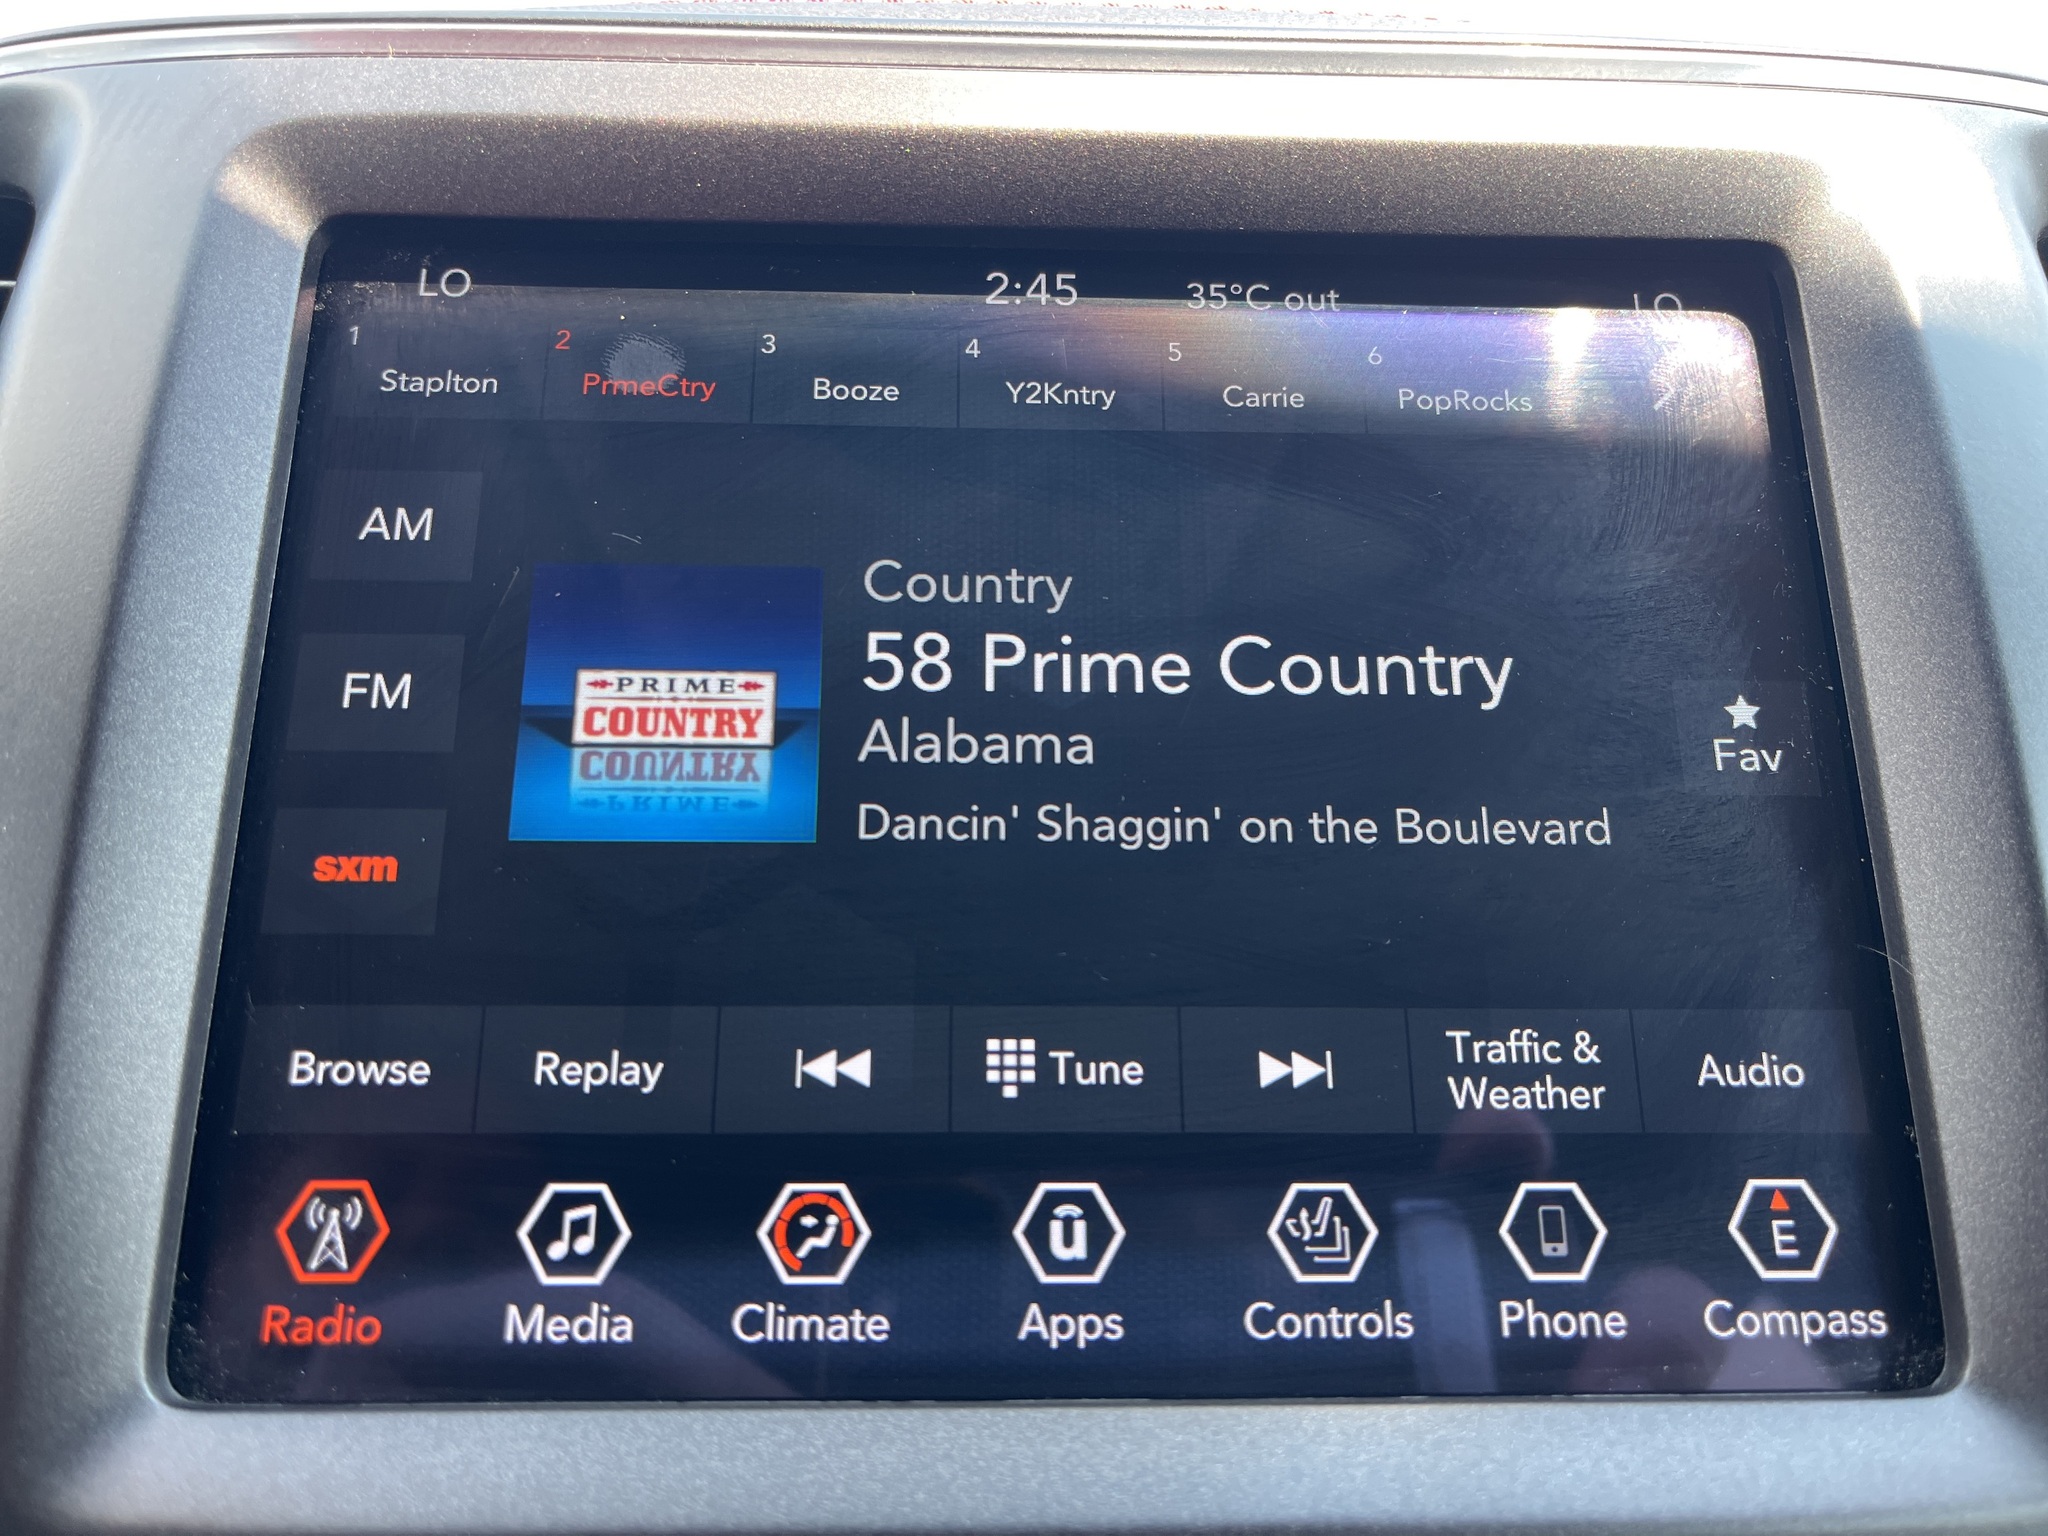 LO 2:45 35°C out LO
1 2 3 4 5 6
Staplton PrmeCtry Booze Y2Kntry Carrie PopRocks
AM
FM
sxm
PRIME
COUNTRY
COUNTRY
PRIME
Country
58 Prime Country
Alabama
Dancin' Shaggin' on the Boulevard
Fav
Browse Replay Tune Traffic &
Weather Audio
u E
Radio Media Climate Apps Controls Phone Compass